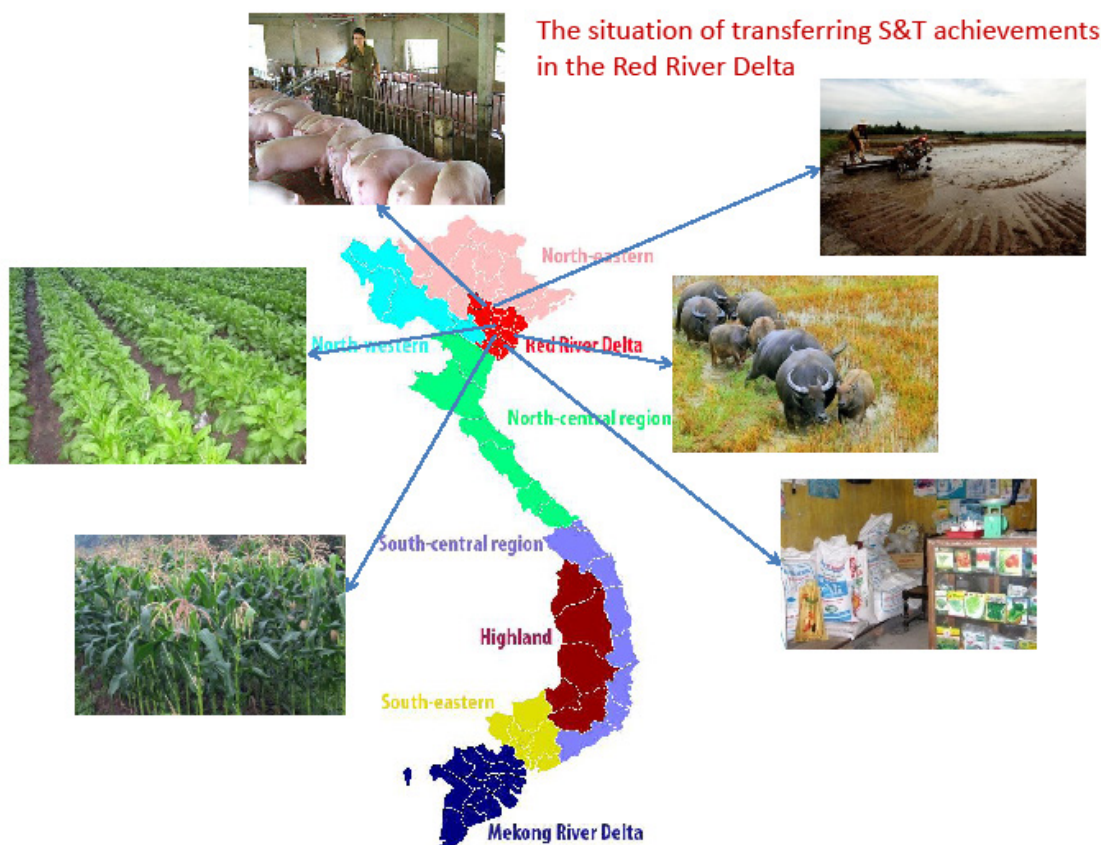 The situation of transferring S&T achievements
in the Red River Delta
North-eastern
North-western
Red River Delta
North-central region
South-central region
Highland
South-eastern
Mekong River Delta